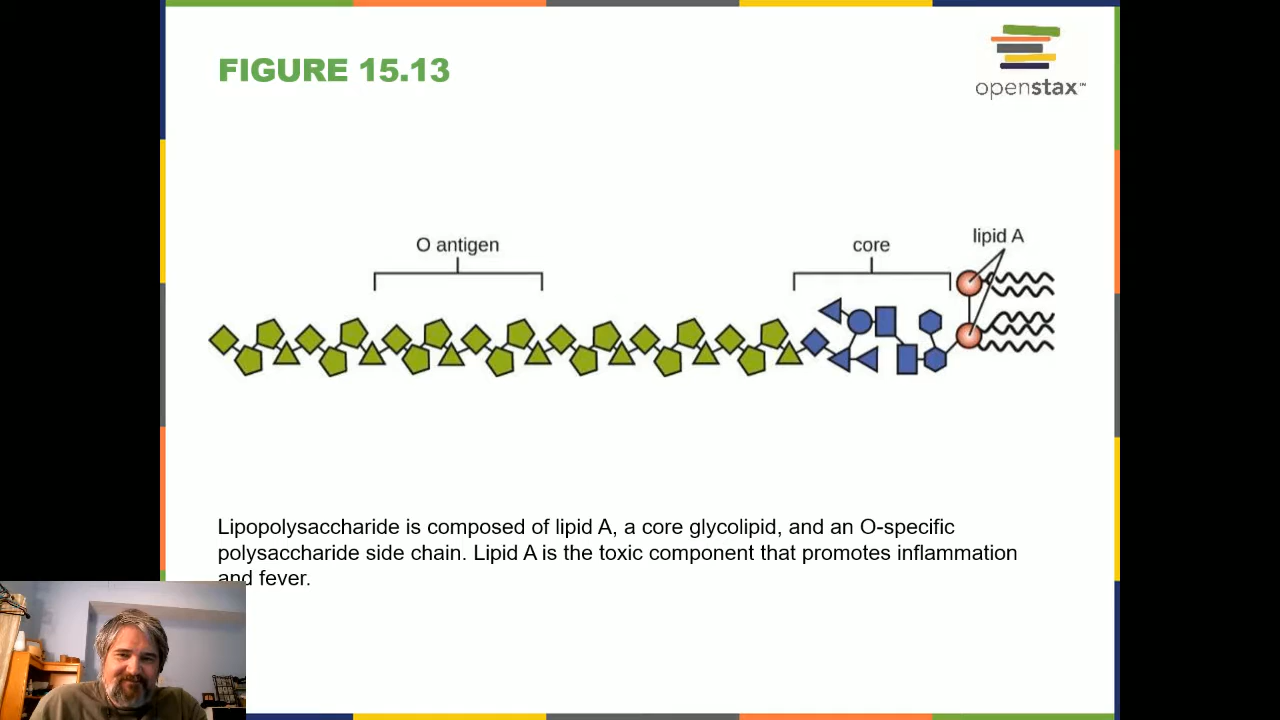 FIGURE 15.13
openstax™
O antigen
core
lipid A
Lipopolysaccharide is composed of lipid A, a core glycolipid, and an O-specific
polysaccharide side chain. Lipid A is the toxic component that promotes inflammation
and fever.